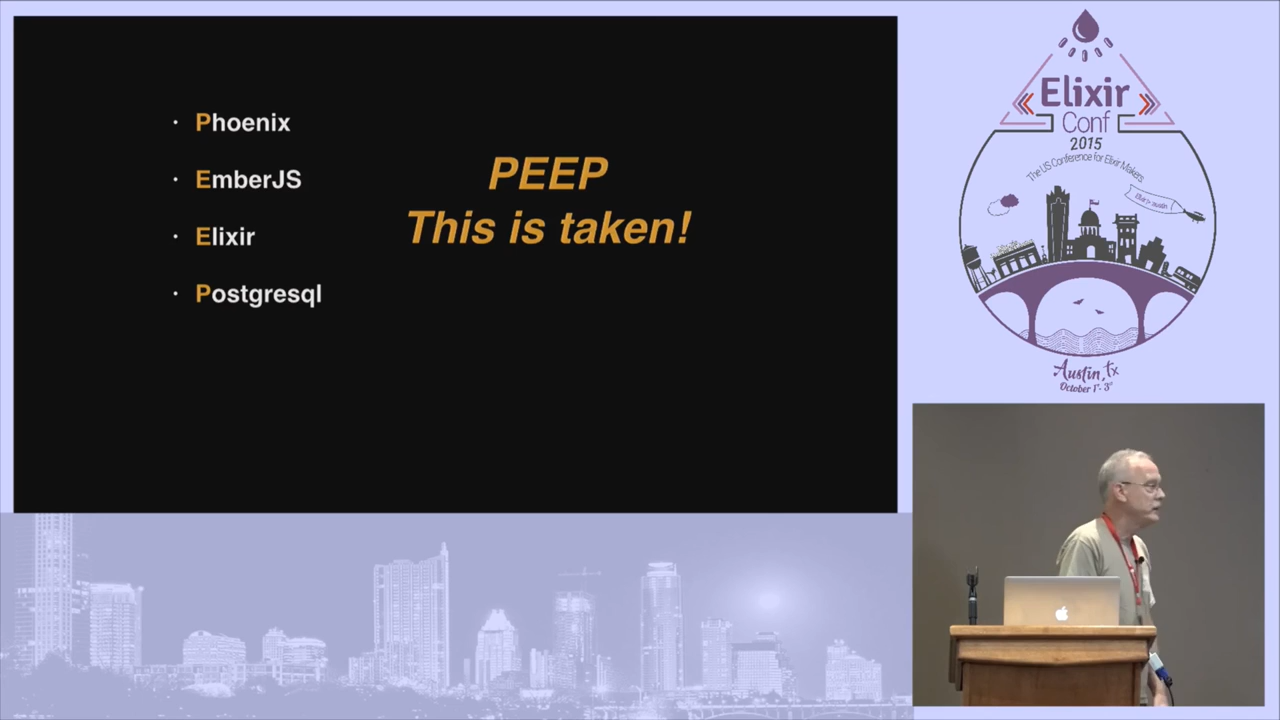 · Phoenix
· EmberJS
· Elixir
· Postgresql
PEEP
This is taken!
Elixir
Conf
2015
The US Conference for Elixir Makers
Austin, Tx
October 1st - 3rd